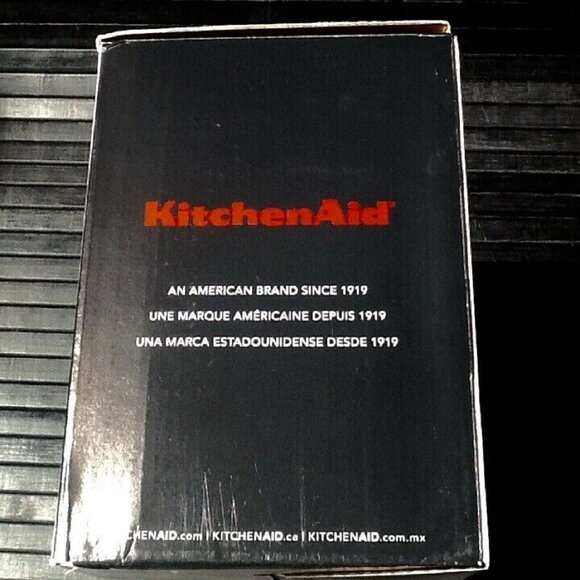 KitchenAid®
AN AMERICAN BRAND SINCE 1919
UNE MARQUE AMÉRICAINE DEPUIS 1919
UNA MARCA ESTADOUNIDENSE DESDE 1919
CHENAID.com | KITCHENAID.ca | KITCHENAID.com.mx